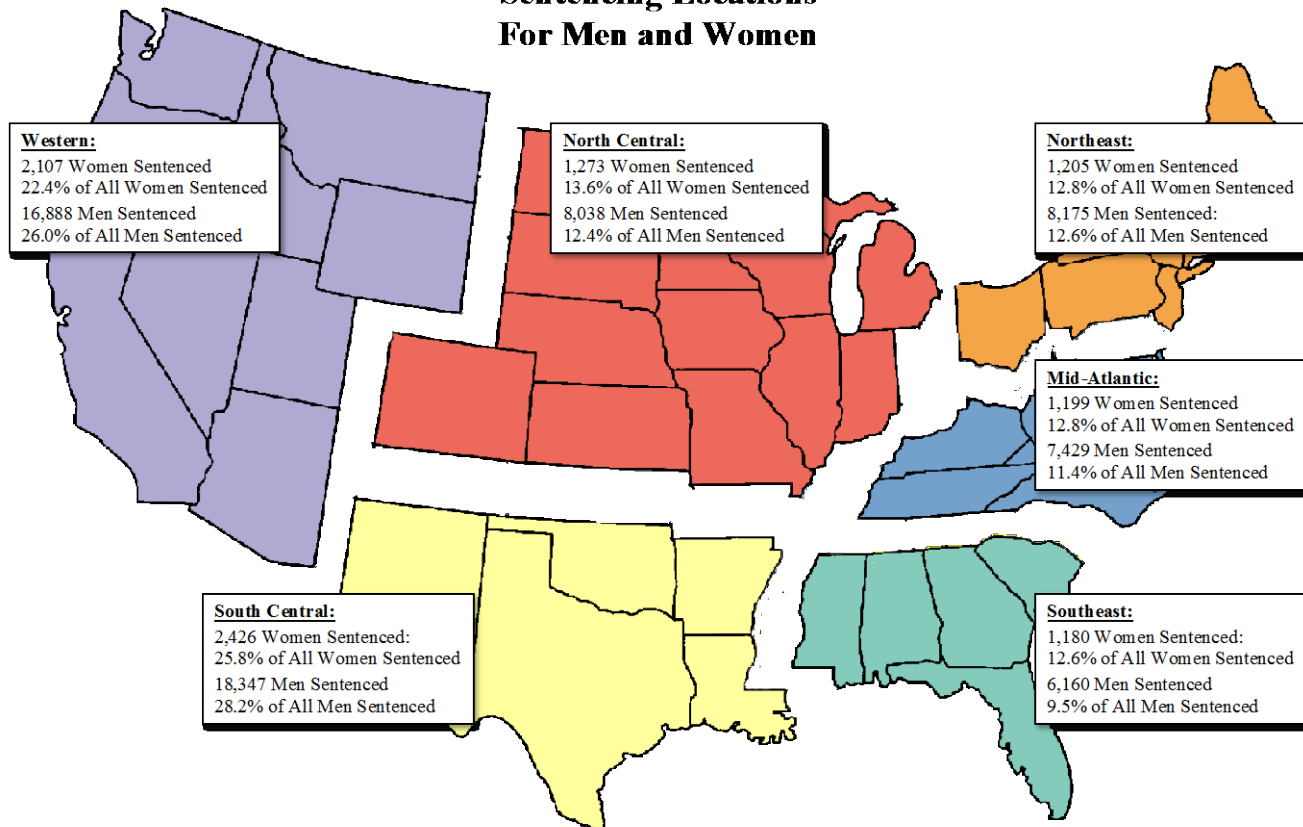 Sentencing Locations
For Men and Women
Western:
2,107 Women Sentenced
22.4% of All Women Sentenced
16,888 Men Sentenced
26.0% of All Men Sentenced
North Central:
1,273 Women Sentenced
13.6% of All Women Sentenced
8,038 Men Sentenced
12.4% of All Men Sentenced
Northeast:
1,205 Women Sentenced
12.8% of All Women Sentenced
8,175 Men Sentenced:
12.6% of All Men Sentenced
Mid-Atlantic:
1,199 Women Sentenced
12.8% of All Women Sentenced
7,429 Men Sentenced
11.4% of All Men Sentenced
South Central:
2,426 Women Sentenced:
25.8% of All Women Sentenced
18,347 Men Sentenced
28.2% of All Men Sentenced
Southeast:
1,180 Women Sentenced:
12.6% of All Women Sentenced
6,160 Men Sentenced
9.5% of All Men Sentenced